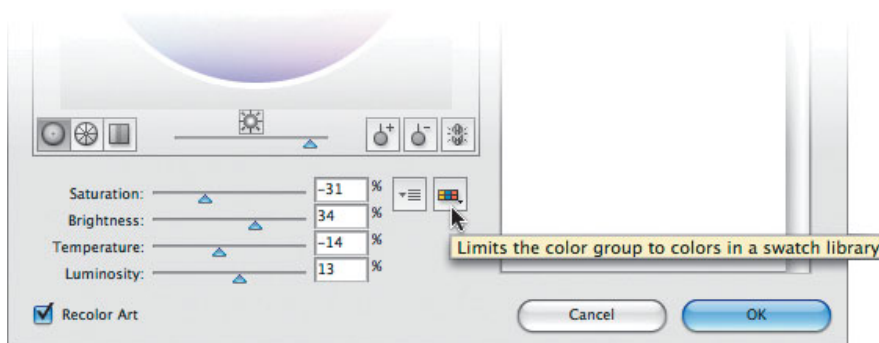 Saturation: -31 %
Brightness: 34 %
Temperature: -14 %
Luminosity: 13 %
Limits the color group to colors in a swatch library
Recolor Art
Cancel
OK